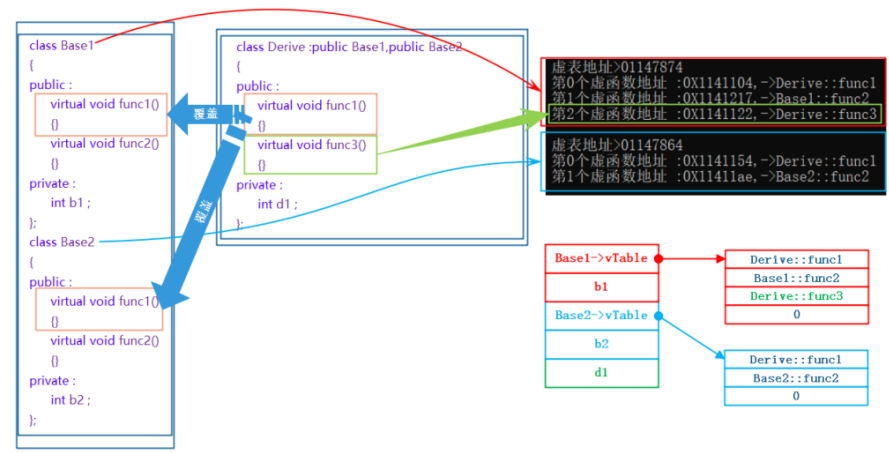 class Base1
{
public :
virtual void func1()
{}
virtual void func2()
{}
private :
int b1 ;
};
class Base2
{
public :
virtual void func1()
{}
virtual void func2()
{}
private :
int b2 ;
};
覆盖
覆盖
class Derive :public Base1,public Base2
{
public :
virtual void func1()
{}
virtual void func3()
{}
private :
int d1 ;
};
虚表地址>01147874
第0个虚函数地址 :0X1141104,->Derive::func1
第1个虚函数地址 :0X1141217,->Base1::func2
第2个虚函数地址 :0X1141122,->Derive::func3
虚表地址>01147864
第0个虚函数地址 :0X1141154,->Derive::func1
第1个虚函数地址 :0X11411ae,->Base2::func2
Base1->vTable
b1
Base2->vTable
b2
d1
Derive::func1
Base1::func2
Derive::func3
0
Derive::func1
Base2::func2
0